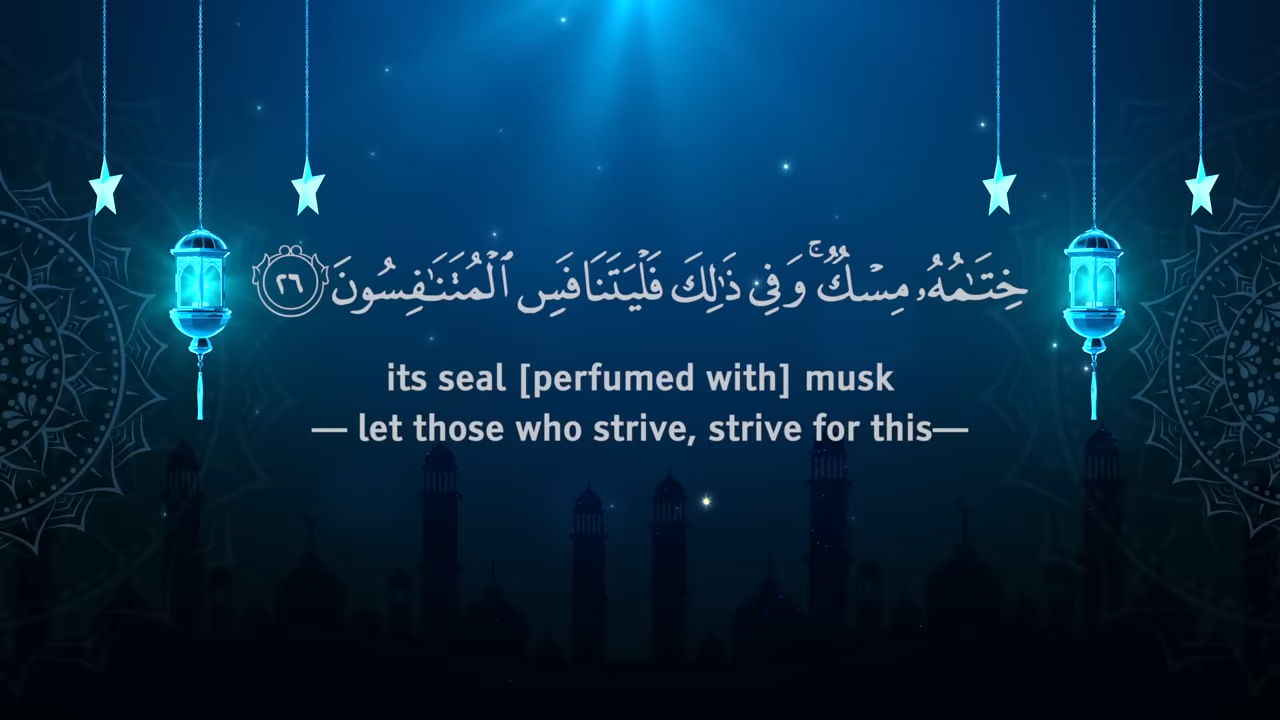 خِتَـٰمُهُۥ مِسْكٌۭ ۚ وَفِى ذَٰلِكَ فَلْيَتَنَافَسِ ٱلْمُتَنَـٰفِسُونَ ٢٦
its seal [perfumed with] musk
— let those who strive, strive for this—